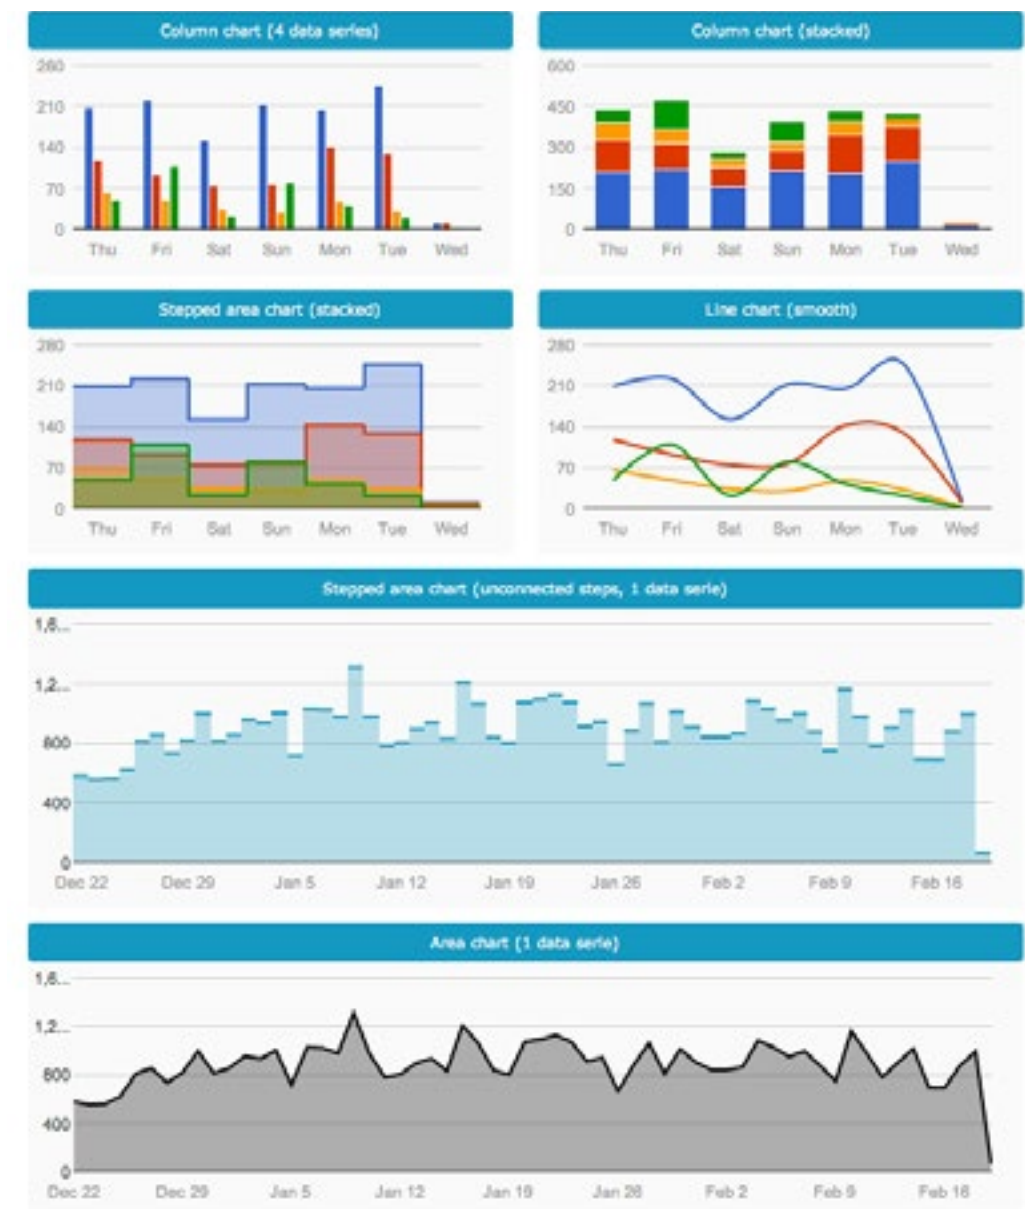 Column chart (4 data series)
280
210
140
70
0
Thu Fri Sat Sun Mon Tue Wed
Column chart (stacked)
600
450
300
150
0
Thu Fri Sat Sun Mon Tue Wed
Stepped area chart (stacked)
280
210
140
70
0
Thu Fri Sat Sun Mon Tue Wed
Line chart (smooth)
280
210
140
70
0
Thu Fri Sat Sun Mon Tue Wed
Stepped area chart (unconnected steps, 1 data serie)
1,6...
1,2...
800
400
0
Dec 22 Dec 29 Jan 5 Jan 12 Jan 19 Jan 26 Feb 2 Feb 9 Feb 16
Area chart (1 data serie)
1,6...
1,2...
800
400
0
Dec 22 Dec 29 Jan 5 Jan 12 Jan 19 Jan 26 Feb 2 Feb 9 Feb 16